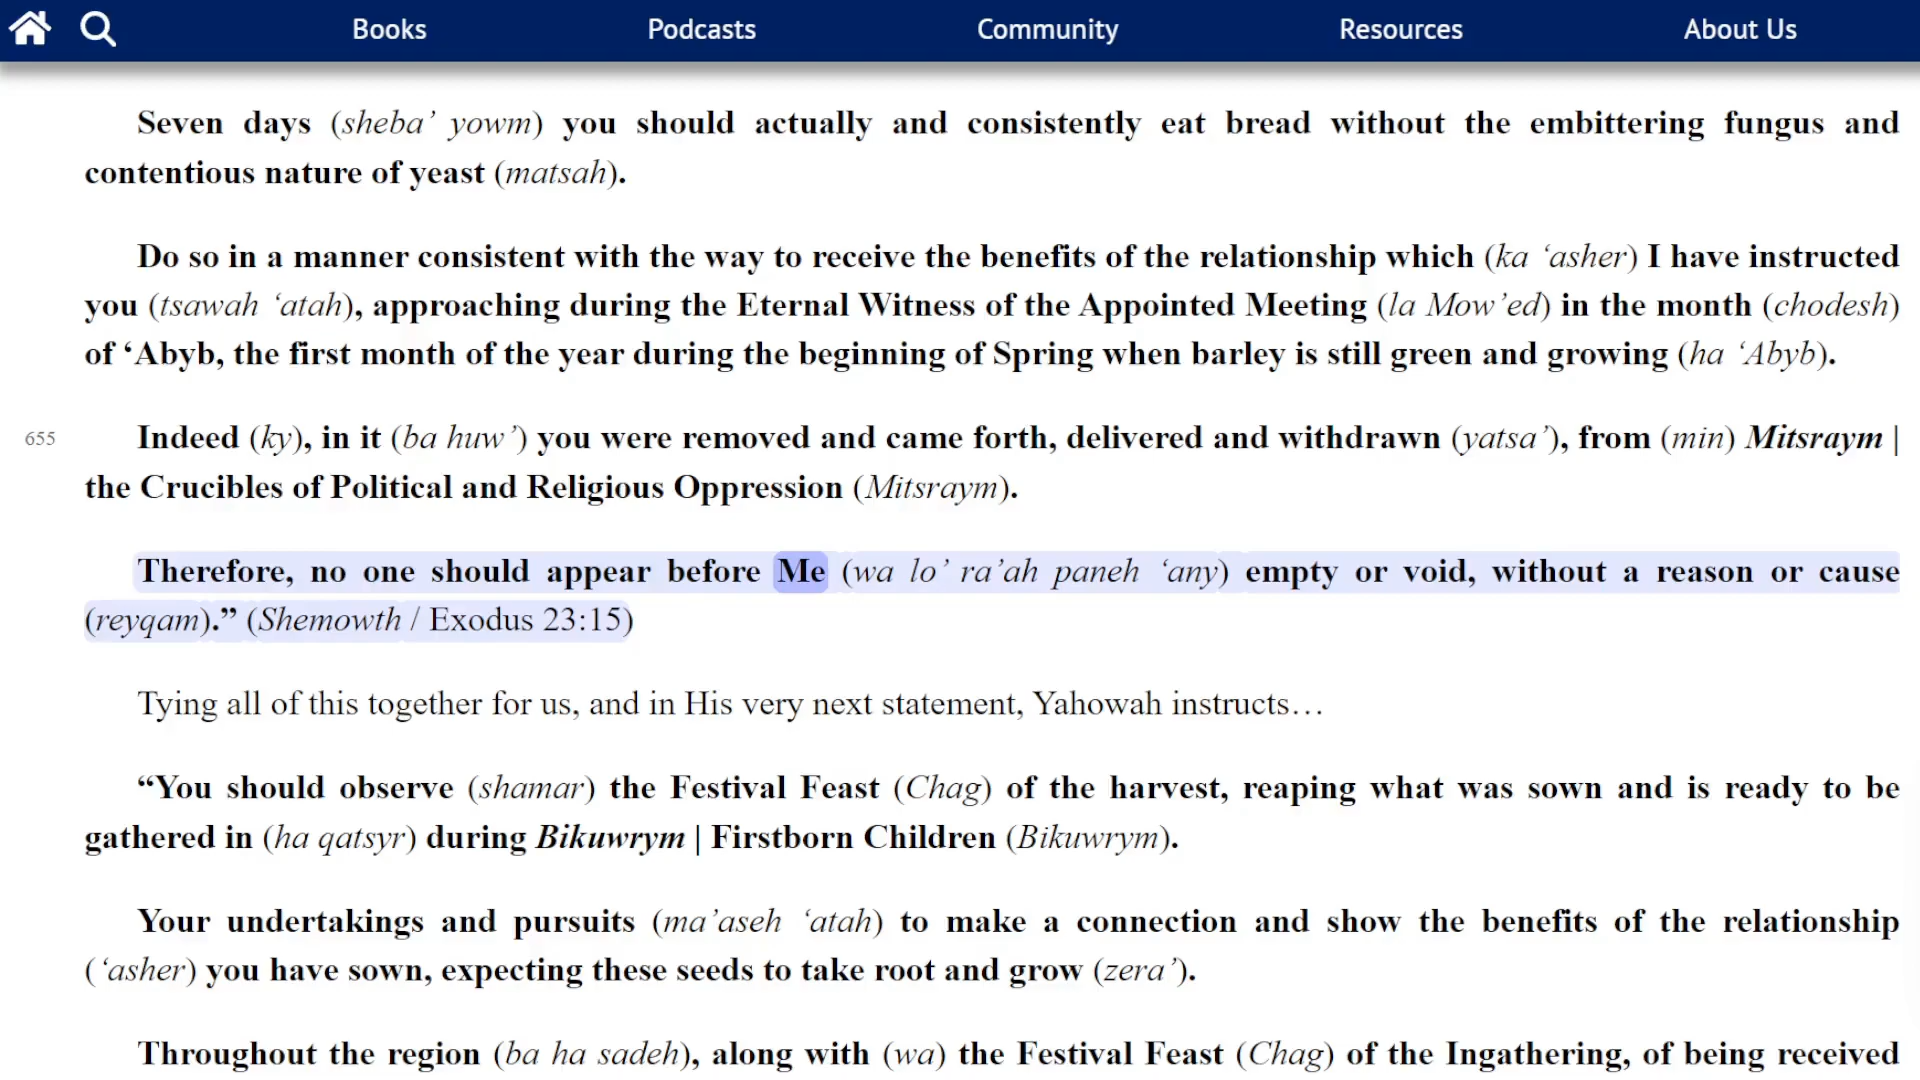 Books Podcasts Community Resources About Us
Seven days (sheba’ yowm) you should actually and consistently eat bread without the embittering fungus and
contentious nature of yeast (matsah).
Do so in a manner consistent with the way to receive the benefits of the relationship which (ka ‘asher) I have instructed
you (tsawah ‘atah), approaching during the Eternal Witness of the Appointed Meeting (la Mow’ed) in the month (chodesh)
of ‘Abyb, the first month of the year during the beginning of Spring when barley is still green and growing (ha ‘Abyb).
655 Indeed (ky), in it (ba huw’) you were removed and came forth, delivered and withdrawn (yatsa’), from (min) Mitsraym |
the Crucibles of Political and Religious Oppression (Mitsraym).
Therefore, no one should appear before Me (wa lo’ ra’ah paneh ‘any) empty or void, without a reason or cause
(reyqam).” (Shemowth / Exodus 23:15)
Tying all of this together for us, and in His very next statement, Yahowah instructs…
“You should observe (shamar) the Festival Feast (Chag) of the harvest, reaping what was sown and is ready to be
gathered in (ha qatsyr) during Bikuwrym | Firstborn Children (Bikuwrym).
Your undertakings and pursuits (ma’aseh ‘atah) to make a connection and show the benefits of the relationship
(‘asher) you have sown, expecting these seeds to take root and grow (zera’).
Throughout the region (ba ha sadeh), along with (wa) the Festival Feast (Chag) of the Ingathering, of being received